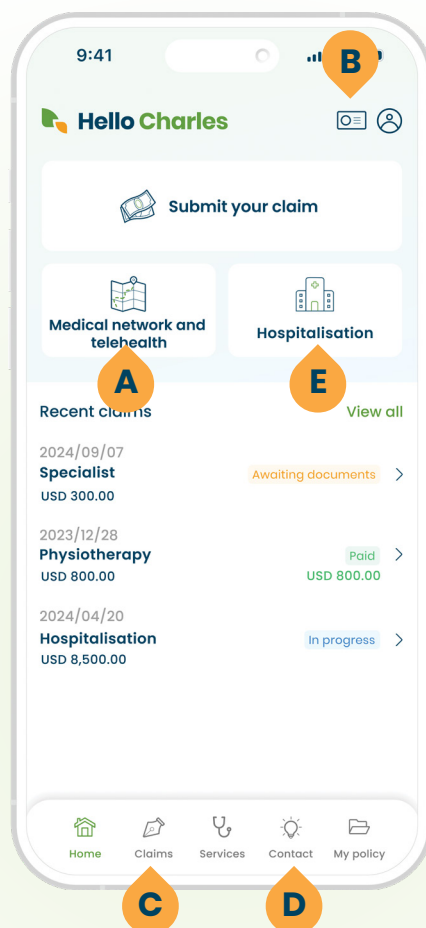 9:41
B
Hello Charles
Submit your claim
Medical network and
telehealth
Hospitalisation
A
E
Recent claims
View all
2024/09/07
Specialist
Awaiting documents
USD 300.00
2023/12/28
Physiotherapy
Paid
USD 800.00
USD 800.00
2024/04/20
Hospitalisation
In progress
USD 8,500.00
Home
Claims
Services
Contact
My policy
C
D